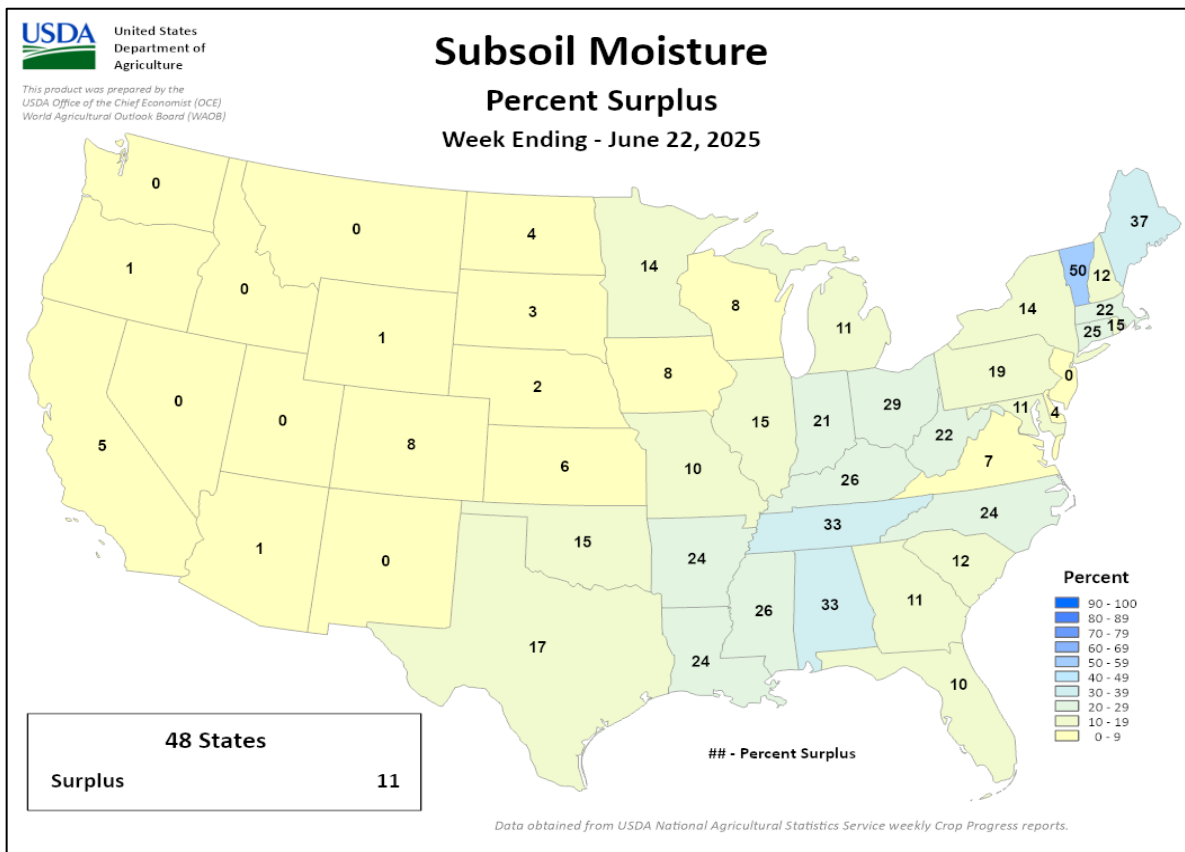 USDA
United States
Department of
Agriculture
This product was prepared by the
USDA Office of the Chief Economist (OCE)
World Agricultural Outlook Board (WAOB)
Subsoil Moisture
Percent Surplus
Week Ending - June 22, 2025
0
0
4
14
37
1
0
3
8
11
14
50
12
22
25
15
1
2
8
19
0
5
0
0
8
6
10
15
21
29
22
11
4
7
26
1
0
15
24
33
24
12
17
24
26
33
11
10
Percent
90 - 100
80 - 89
70 - 79
60 - 69
50 - 59
40 - 49
30 - 39
20 - 29
10 - 19
0 - 9
48 States
Surplus 11
## - Percent Surplus
Data obtained from USDA National Agricultural Statistics Service weekly Crop Progress reports.